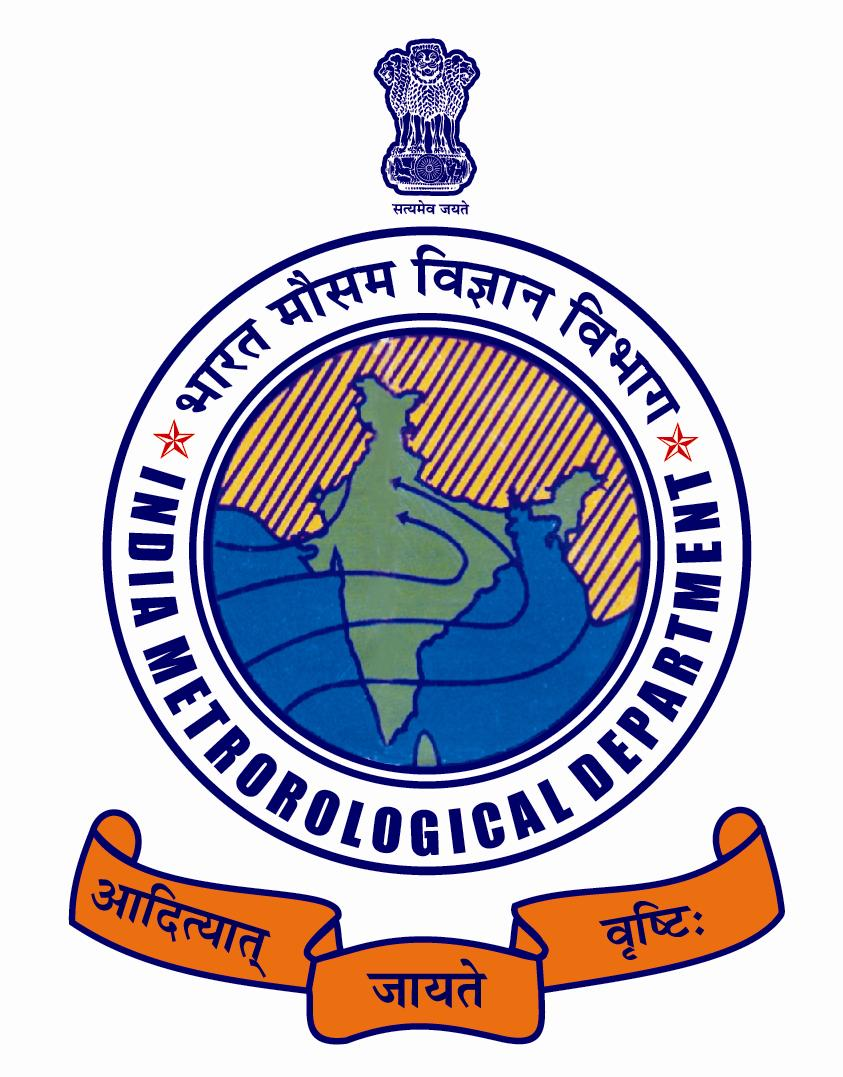 सत्यमेव जयते
भारत मौसम विज्ञान विभाग
INDIA METROROLOGICAL DEPARTMENT
आदित्यात्
जायते
वृष्टिः